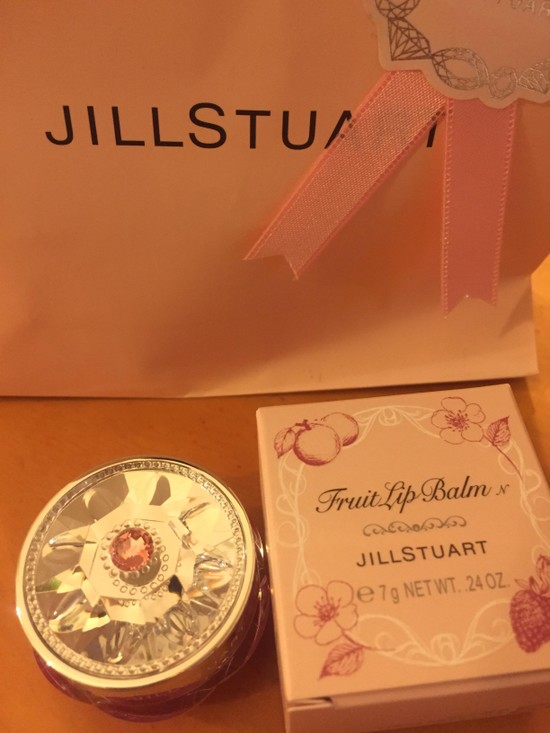 JILLSTUART
Fruit Lip Balm N
JILLSTUART
℮ 7g NET WT. .24 OZ.